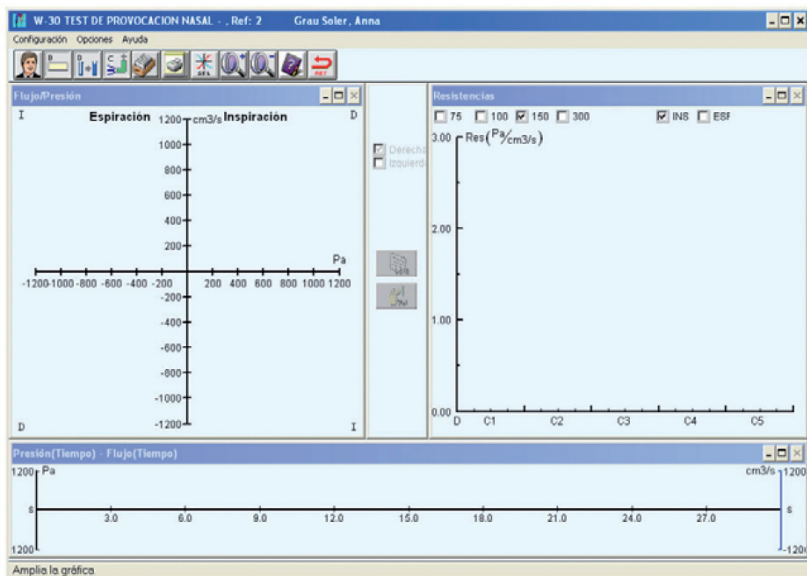 W-30 TEST DE PROVOCACION NASAL - , Ref: 2 Grau Soler, Anna
Configuración Opciones Ayuda
RET
Flujo/Presión
I Espiración 1200 cm3/s Inspiración D
1000
800
600
400
200
Pa
-1200-1000 -800 -600 -400 -200 200 400 600 800 1000 1200
-200
-400
-600
-800
-1000
-1200
D I
Derecha
Izquierda
Resistencias
75 100 150 300 INS ESF
3.00 Res(Pa/cm3/s)
2.00
1.00
0.00
D C1 C2 C3 C4 C5
Presión(Tiempo) - Flujo(Tiempo)
1200 Pa cm3/s 1200
s 3.0 6.0 9.0 12.0 15.0 18.0 21.0 24.0 27.0 s
1200 -1200
Amplia la gráfica